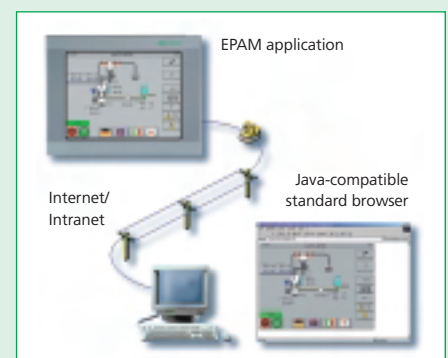 EPAM application
Internet/
Intranet
Java-compatible
standard browser